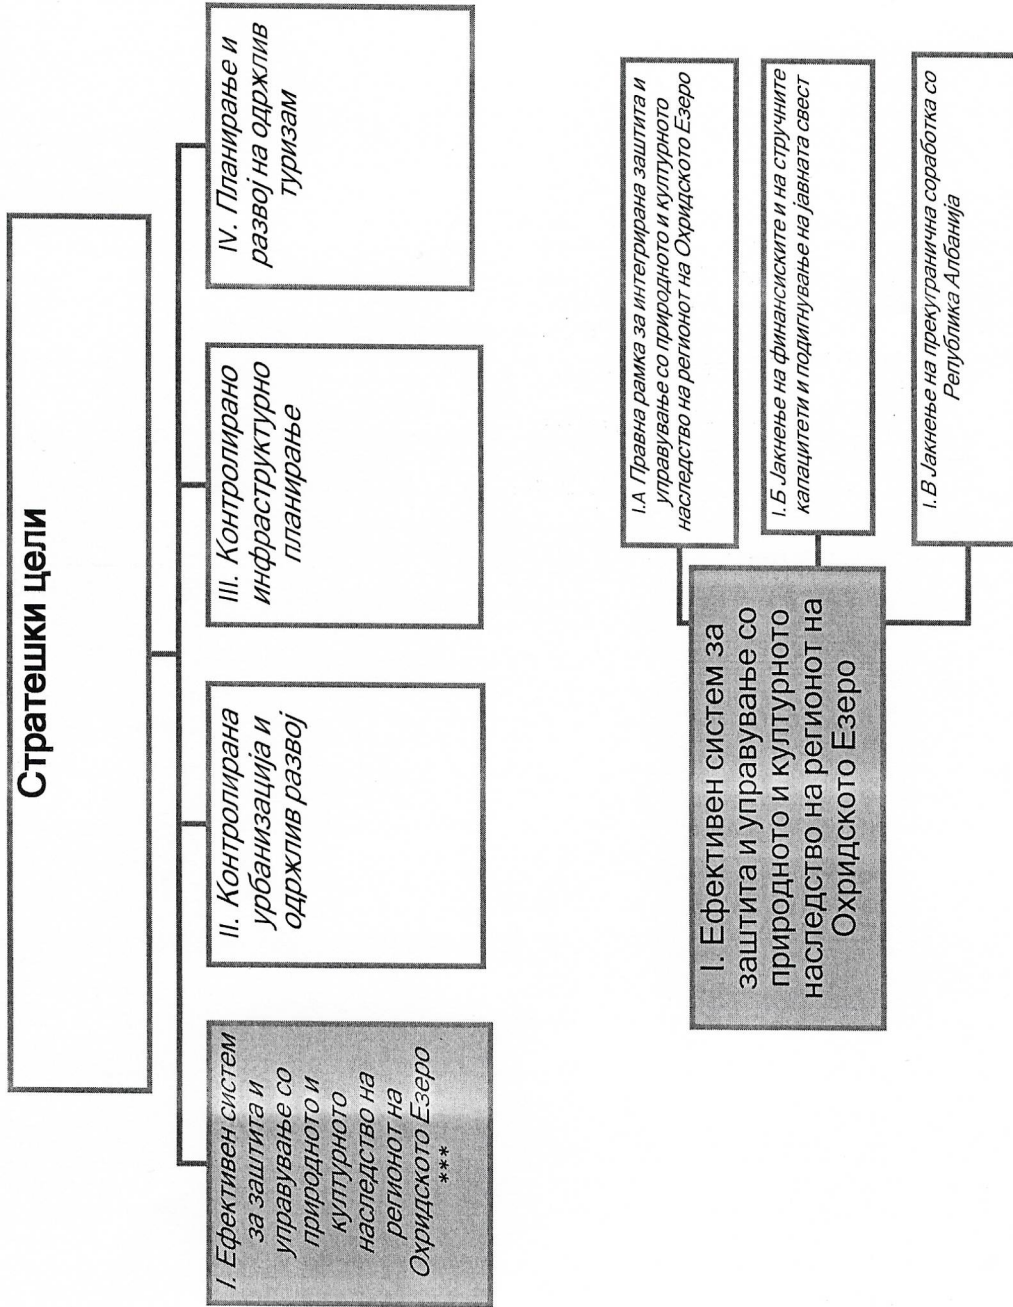 Стратешки цели
I. Ефективен систем
за заштита и
управување со
природното и
културното
наследство на
регионот на
Охридското Езеро
***
II. Контролирана
урбанизација и
одржлив развој
III. Контролирано
инфраструктурно
планирање
IV. Планирање и
развој на одржлив
туризам
I. Ефективен систем за
заштита и управување со
природното и културното
наследство на регионот на
Охридското Езеро
I.А Правна рамка за интегрирана заштита и
управување со природното и културното
наследство на регионот на Охридското Езеро
I.Б Јакнење на финансиските и на стручните
капацитети и подигнување на јавната свест
I.В Јакнење на прекугранична соработка со
Република Албанија